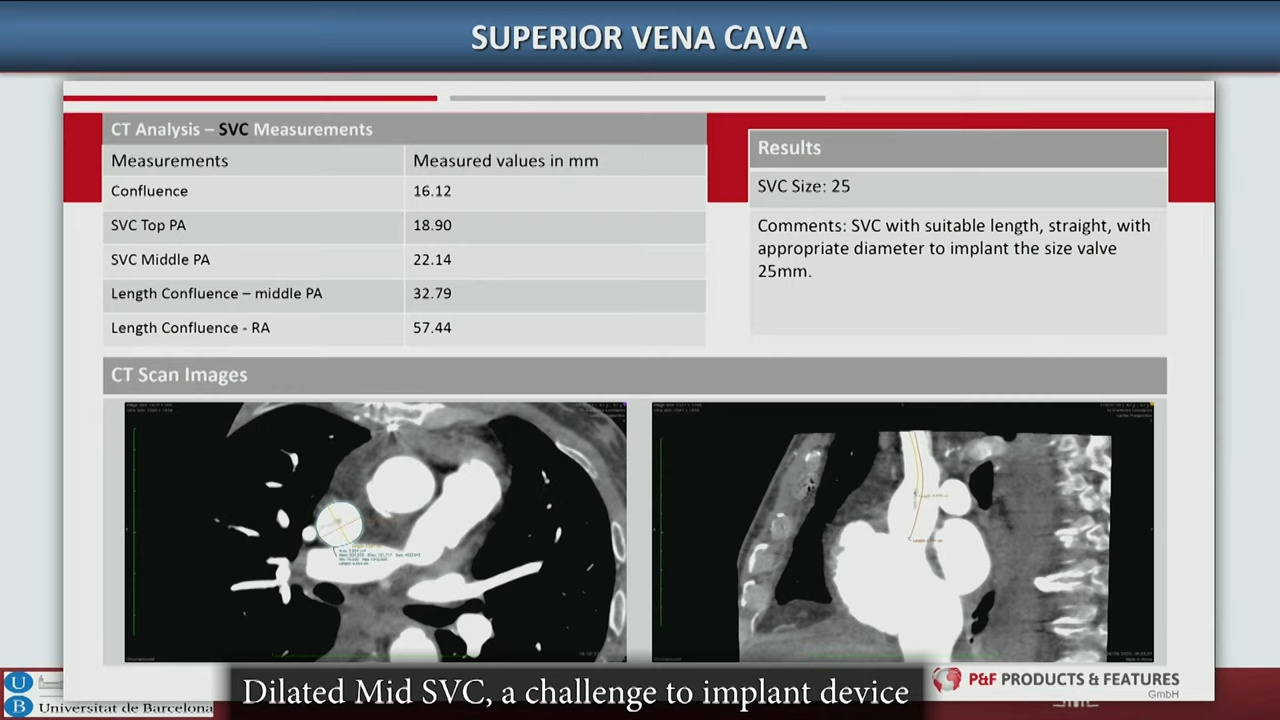 SUPERIOR VENA CAVA
CT Analysis – SVC Measurements
Measurements Measured values in mm
Confluence 16.12
SVC Top PA 18.90
SVC Middle PA 22.14
Length Confluence – middle PA 32.79
Length Confluence - RA 57.44
Results
SVC Size: 25
Comments: SVC with suitable length, straight, with
appropriate diameter to implant the size valve
25mm.
CT Scan Images
U
B
Universitat de Barcelona
Dilated Mid SVC, a challenge to implant device
P&F PRODUCTS & FEATURES
GmbH